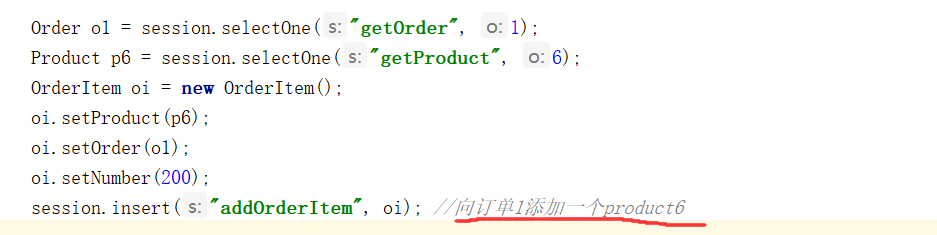 Order o1 = session.selectOne( s: "getOrder", o: 1);
Product p6 = session.selectOne( s: "getProduct", o: 6);
OrderItem oi = new OrderItem();
oi.setProduct(p6);
oi.setOrder(o1);
oi.setNumber(200);
session.insert( s: "addOrderItem", oi); //向订单1添加一个product6